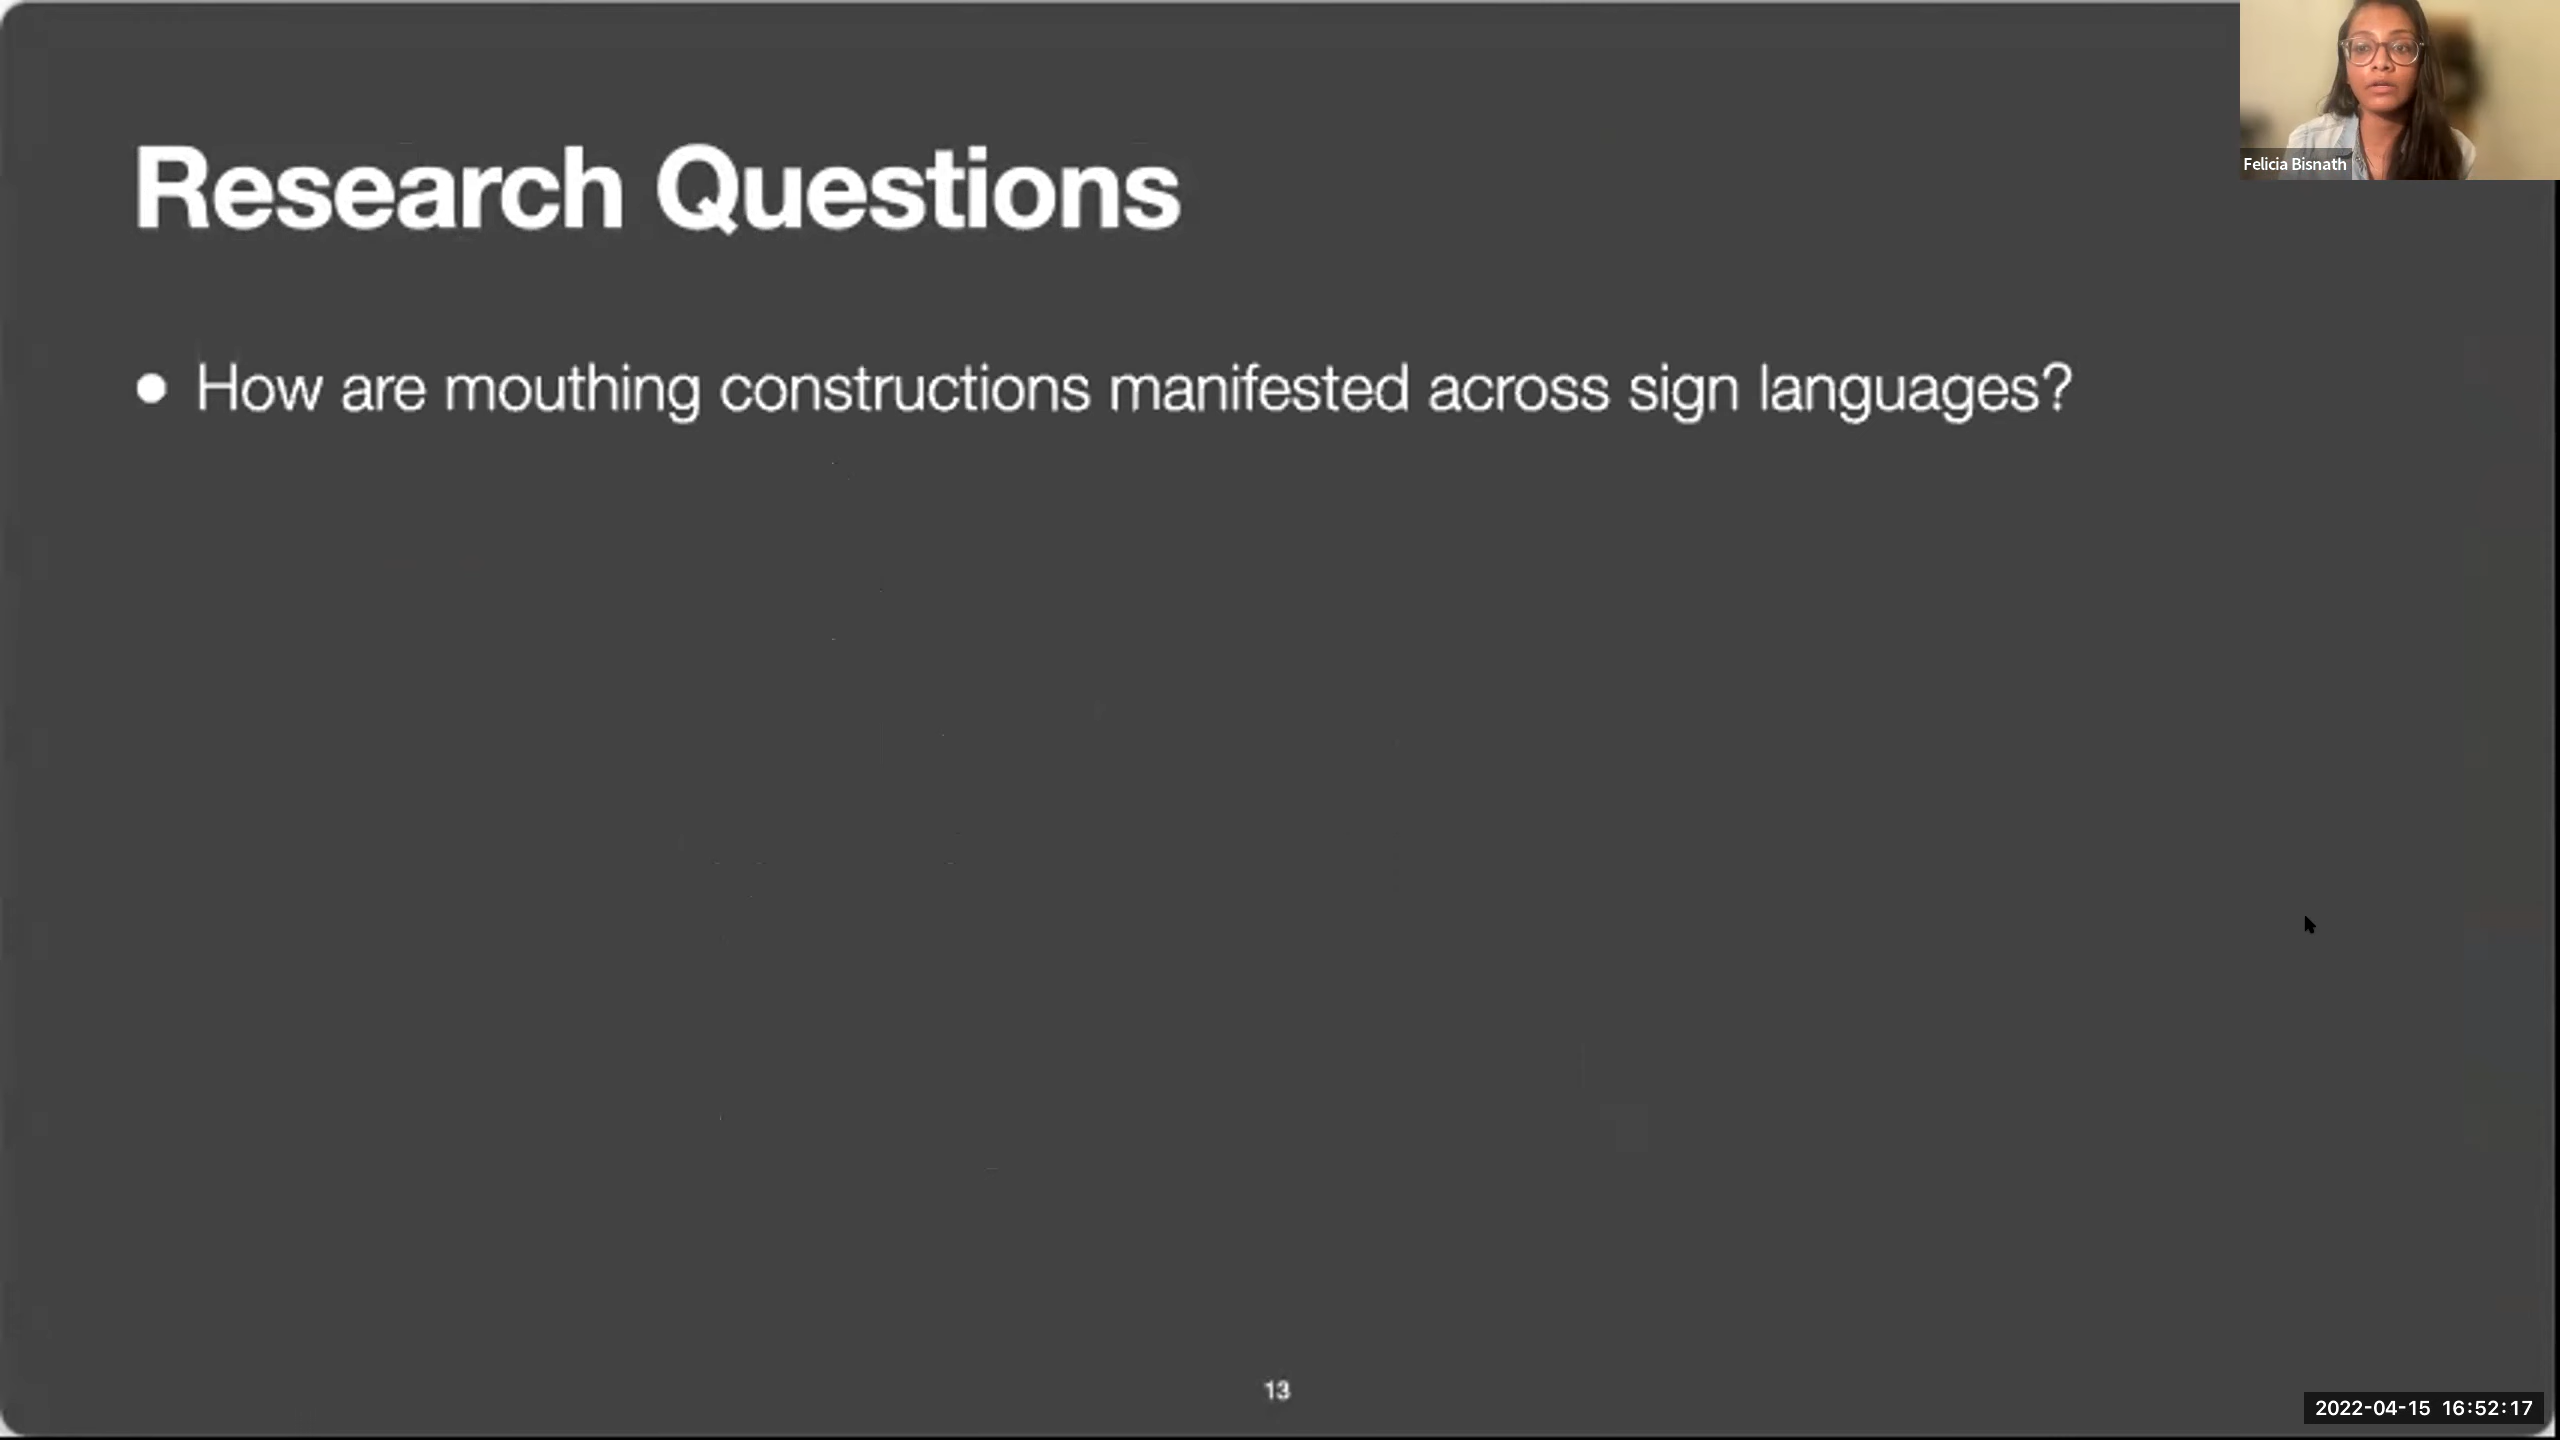 Research Questions
Felicia Bisnath
● How are mouthing constructions manifested across sign languages?
13
2022-04-15 16:52:17